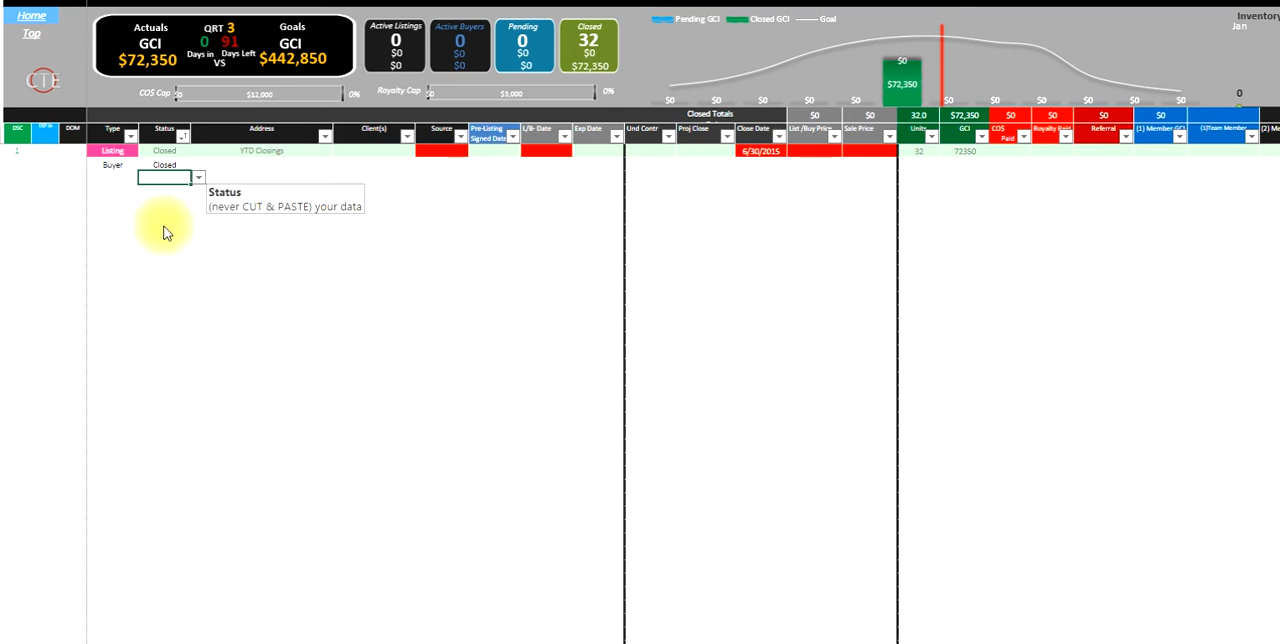 Home
Top
CTE
Actuals
GCI
$72,350
QRT 3
0 91
Days in Days Left
VS
Goals
GCI
$442,850
COS Cap $0 $12,000 0%
Royalty Cap $0 $3,000 0%
Active Listings
0
$0
$0
Active Buyers
0
$0
$0
Pending
0
$0
$0
Closed
32
$0
$72,350
Pending GCI Closed GCI Goal
$0
$72,350
$0 $0 $0 $0 $0 $0 $0 $0 $0 $0 $0
Inventory
Jan
0
Closed Totals $0 $0 32.0 $72,350 $0 $0 $0 $0
DSC DOM Type Status Address Client(s) Source Pre-Listing Signed Date L/B- Date Exp Date Und Contr Proj Close Close Date List/Buy Price Sale Price Units GCI COS Paid Royalty Paid Referral (1) Member GCI (1)Team Member (2) Me
1 Listing Closed YTD Closings 6/30/2015 32 72350
Buyer Closed
Status
(never CUT & PASTE) your data